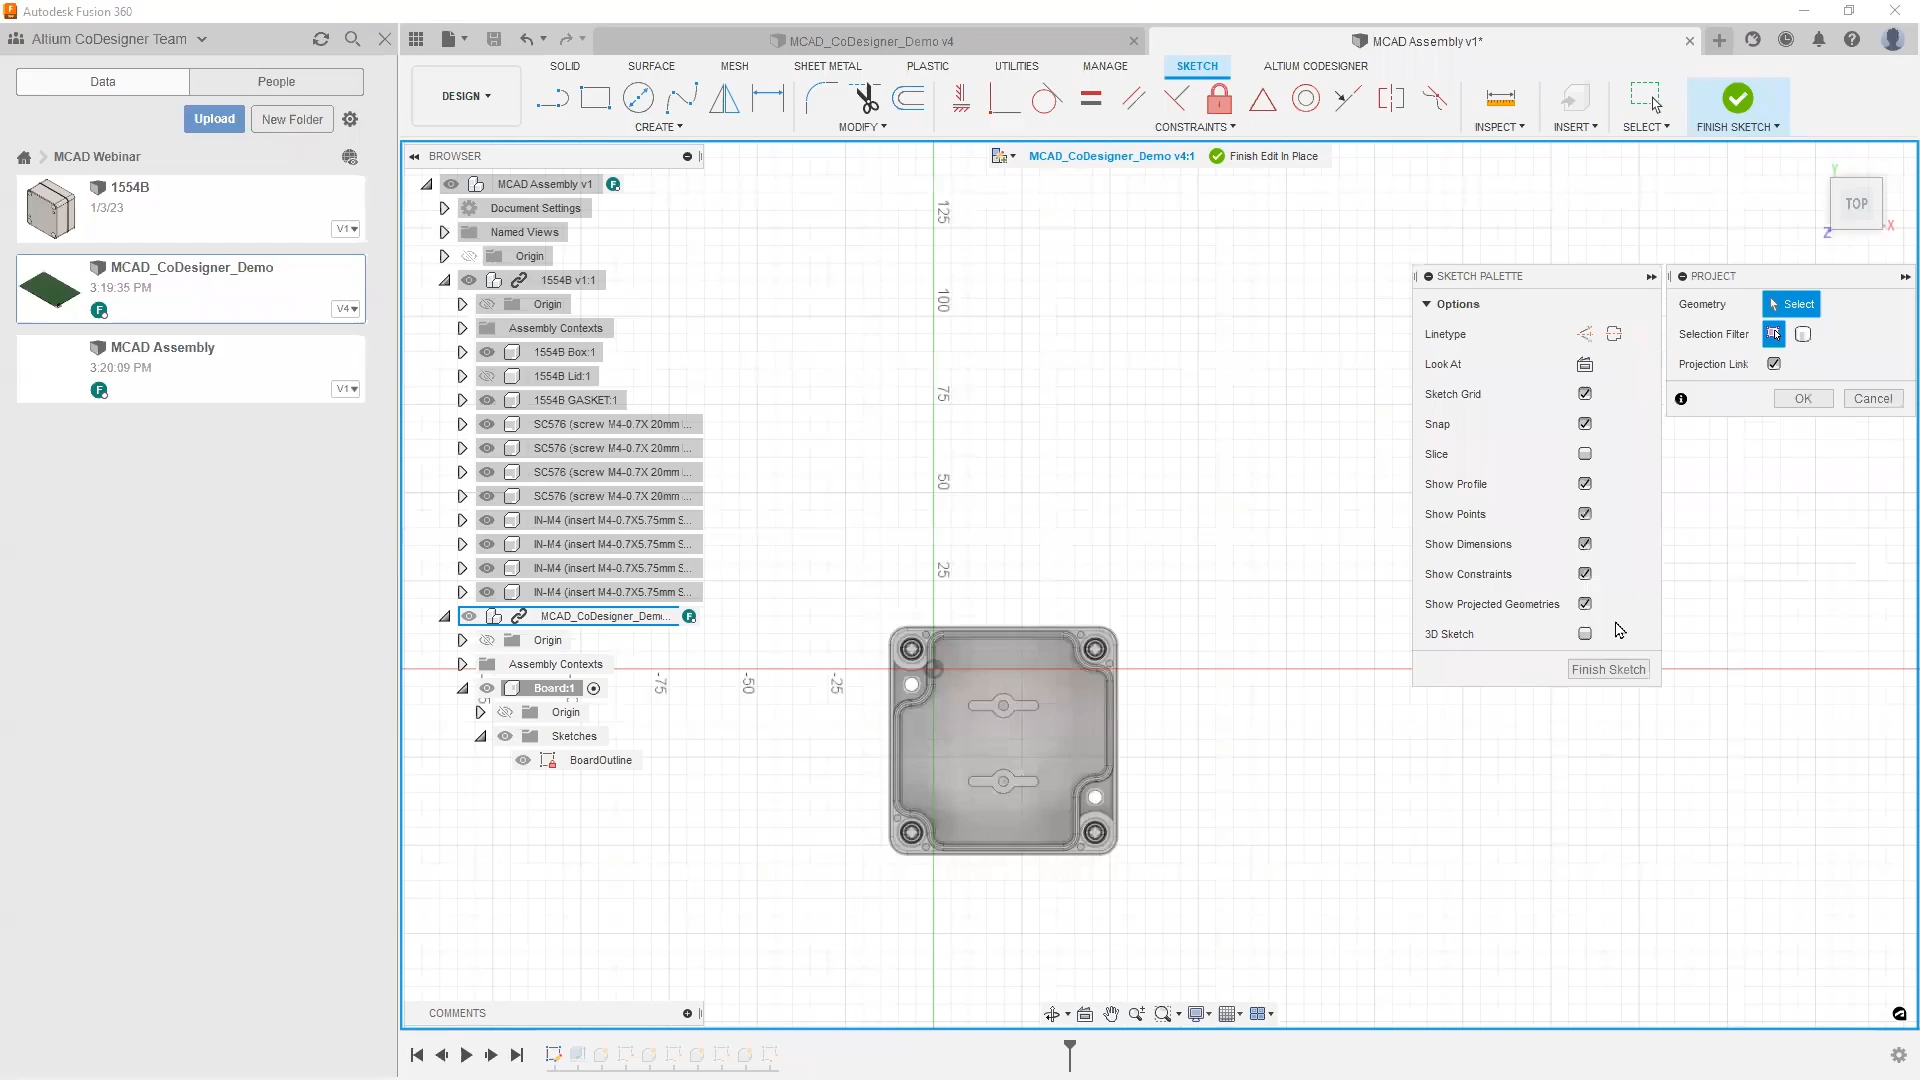 Autodesk Fusion 360
Altium CoDesigner Team
MCAD_CoDesigner_Demo v4
MCAD Assembly v1*
Data
People
Upload
New Folder
MCAD Webinar
1554B
1/3/23
V1
MCAD_CoDesigner_Demo
3:19:35 PM
F
V4
MCAD Assembly
3:20:09 PM
F
V1
SOLID
SURFACE
MESH
SHEET METAL
PLASTIC
UTILITIES
MANAGE
SKETCH
ALTIUM CODESIGNER
DESIGN
CREATE
MODIFY
CONSTRAINTS
INSPECT
INSERT
SELECT
FINISH SKETCH
BROWSER
MCAD_CoDesigner_Demo v4:1
Finish Edit In Place
MCAD Assembly v1
F
Document Settings
Named Views
Origin
1554B v1:1
Origin
Assembly Contexts
1554B Box:1
1554B Lid:1
1554B GASKET:1
SC576 (screw M4-0.7X 20mm l...
SC576 (screw M4-0.7X 20mm l...
SC576 (screw M4-0.7X 20mm l...
SC576 (screw M4-0.7X 20mm l...
IN-M4 (insert M4-0.7X5.75mm S...
IN-M4 (insert M4-0.7X5.75mm S...
IN-M4 (insert M4-0.7X5.75mm S...
IN-M4 (insert M4-0.7X5.75mm S...
MCAD_CoDesigner_Demo...
F
Origin
Assembly Contexts
Board:1
Origin
Sketches
BoardOutline
125
100
75
50
25
-75
-50
-25
TOP
Y
X
Z
SKETCH PALETTE
Options
Linetype
Look At
Sketch Grid
Snap
Slice
Show Profile
Show Points
Show Dimensions
Show Constraints
Show Projected Geometries
3D Sketch
Finish Sketch
PROJECT
Geometry
Select
Selection Filter
Projection Link
OK
Cancel
COMMENTS